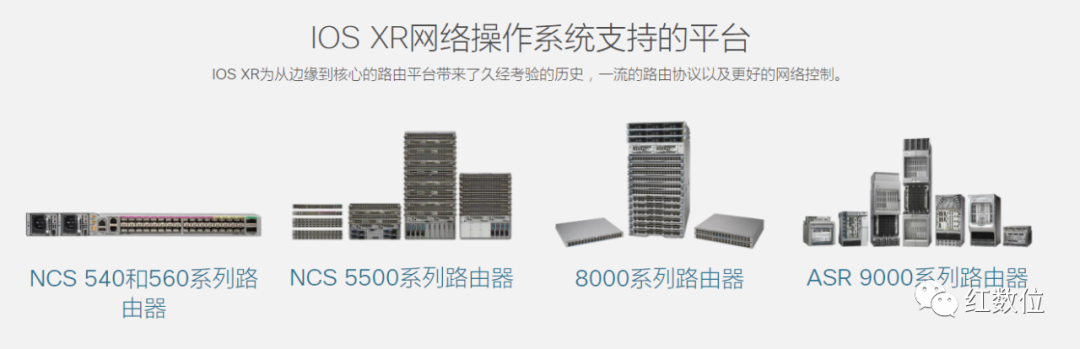 IOS XR网络操作系统支持的平台
IOS XR为从边缘到核心的路由平台带来了久经考验的历史，一流的路由协议以及更好的网络控制。
NCS 540和560系列路
由器
NCS 5500系列路由器
8000系列路由器
ASR 9000系列路由器
红数位